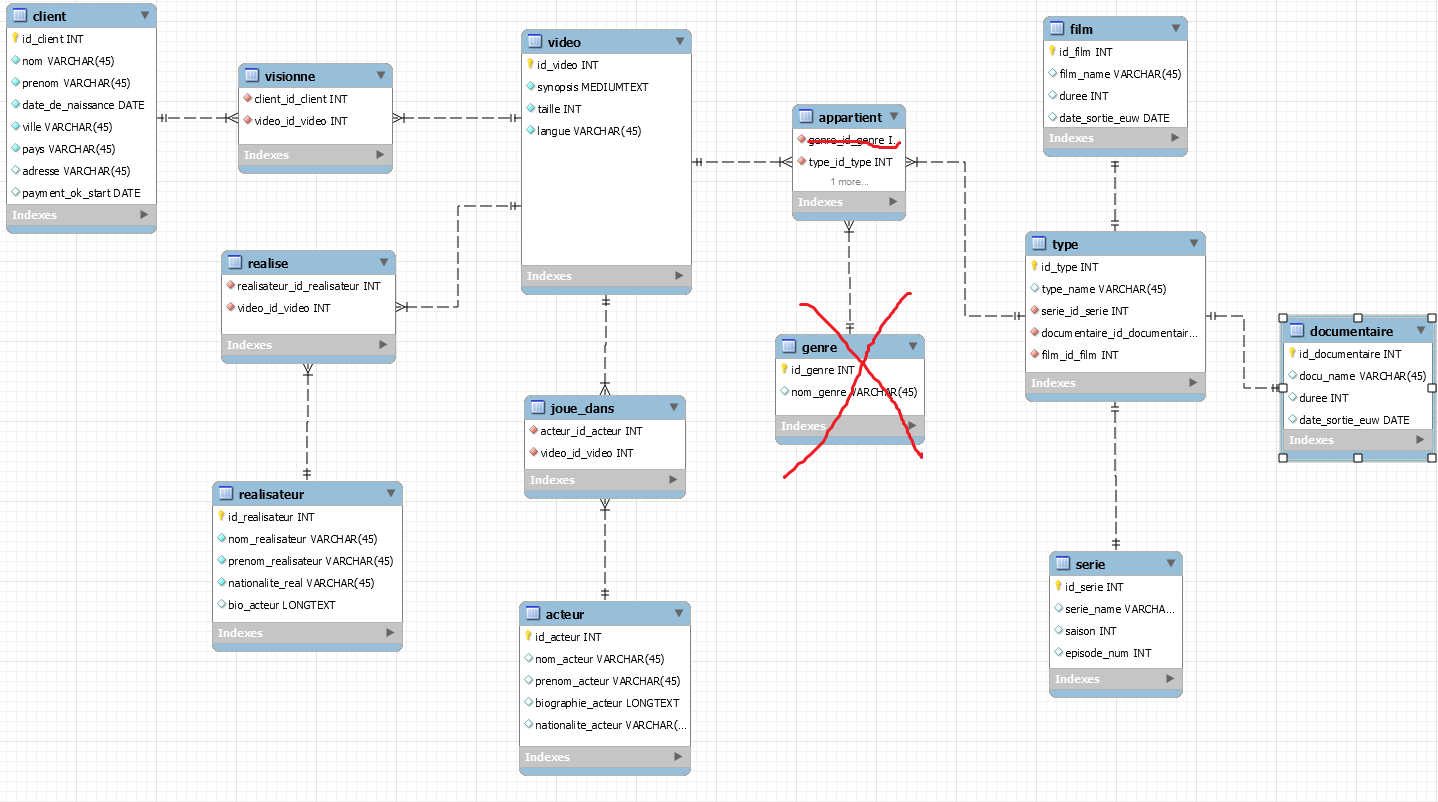 client
id_client INT
nom VARCHAR(45)
prenom VARCHAR(45)
date_de_naissance DATE
ville VARCHAR(45)
pays VARCHAR(45)
adresse VARCHAR(45)
payment_ok_start DATE
Indexes
visionne
client_id_client INT
video_id_video INT
Indexes
video
id_video INT
synopsis MEDIUMTEXT
taille INT
langue VARCHAR(45)
Indexes
appartient
genre_id_genre I.
type_id_type INT
1 more...
Indexes
film
id_film INT
film_name VARCHAR(45)
duree INT
date_sortie_euw DATE
Indexes
realise
realisateur_id_realisateur INT
video_id_video INT
Indexes
type
id_type INT
type_name VARCHAR(45)
serie_id_serie INT
documentaire_id_documentair...
film_id_film INT
Indexes
documentaire
id_documentaire INT
docu_name VARCHAR(45)
duree INT
date_sortie_euw DATE
Indexes
genre
id_genre INT
nom_genre VARCHAR(45)
Indexes
joue_dans
acteur_id_acteur INT
video_id_video INT
Indexes
realisateur
id_realisateur INT
nom_realisateur VARCHAR(45)
prenom_realisateur VARCHAR(45)
nationalite_real VARCHAR(45)
bio_acteur LONGTEXT
Indexes
acteur
id_acteur INT
nom_acteur VARCHAR(45)
prenom_acteur VARCHAR(45)
biographie_acteur LONGTEXT
nationalite_acteur VARCHAR(...
Indexes
serie
id_serie INT
serie_name VARCHA...
saison INT
episode_num INT
Indexes